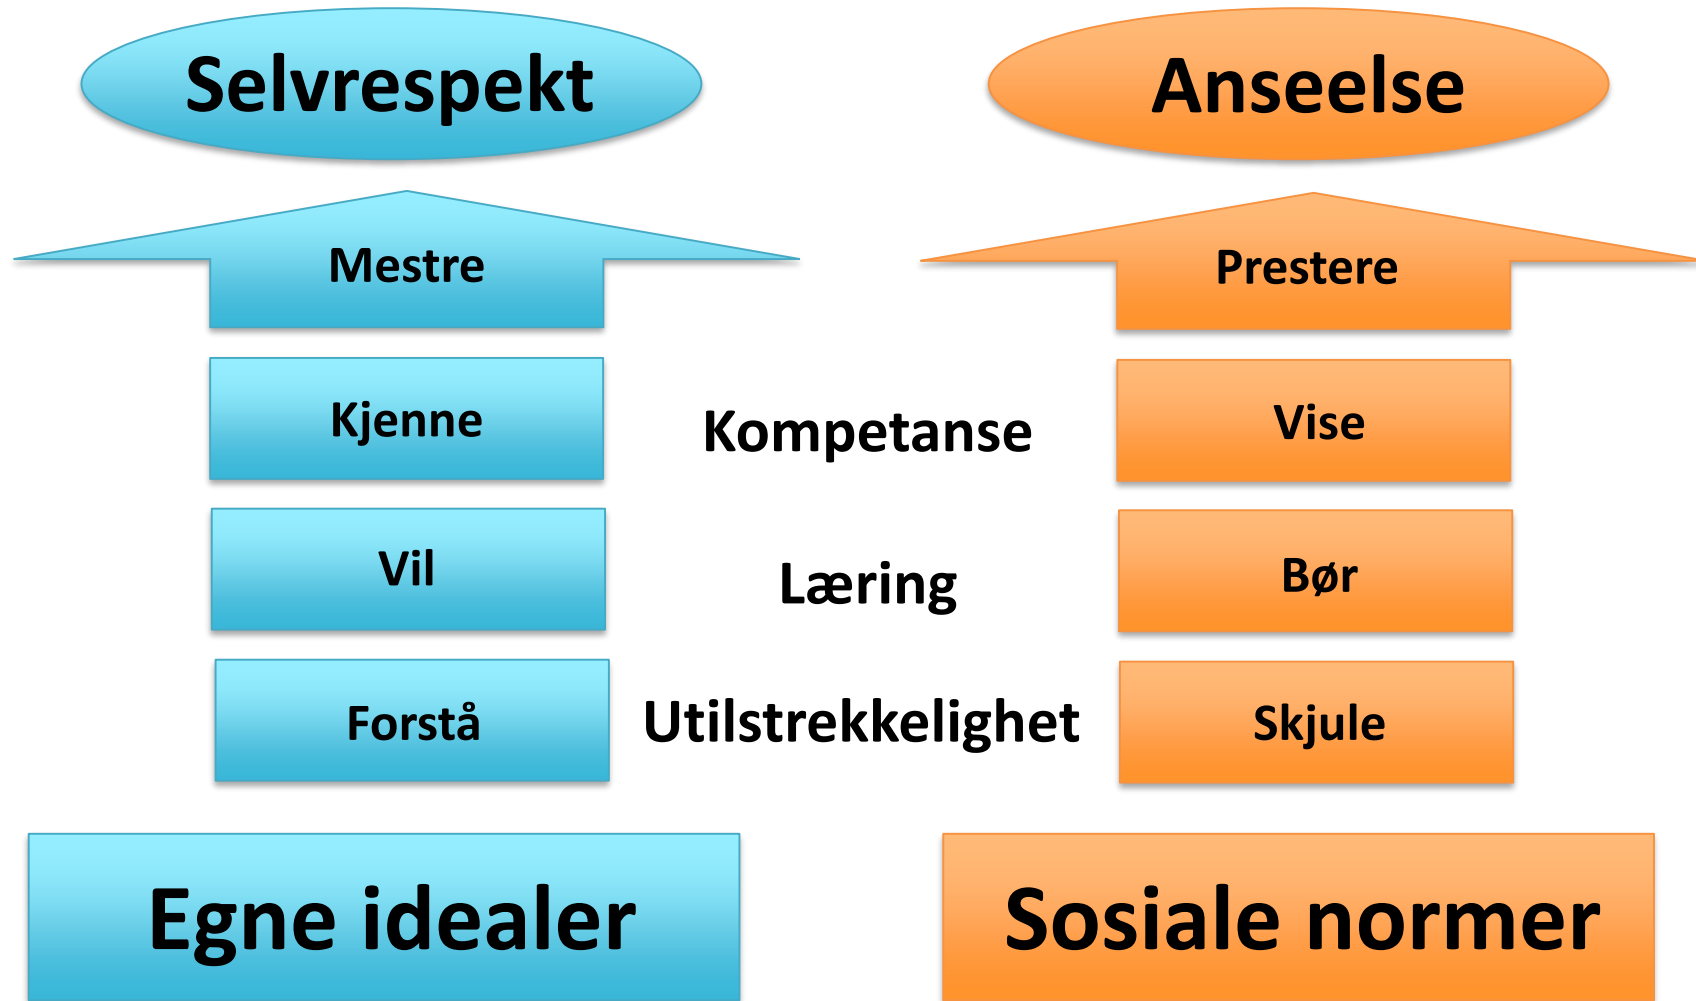 Selvrespekt
Anseelse
Mestre
Prestere
Kjenne
Kompetanse
Vise
Vil
Læring
Bør
Forstå
Utilstrekkelighet
Skjule
Egne idealer
Sosiale normer